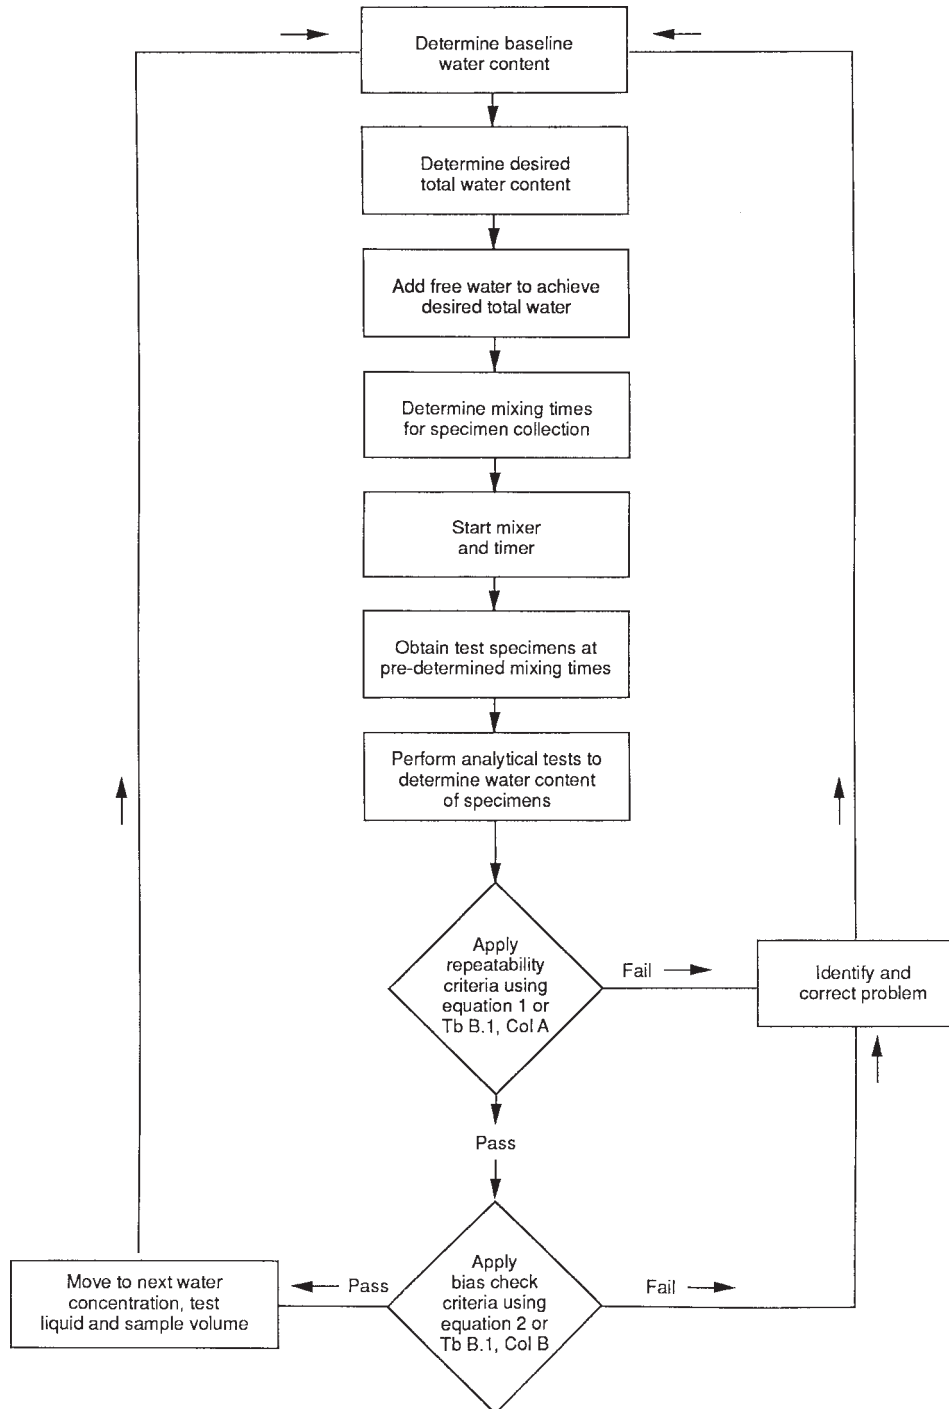 Determine baseline
water content
Determine desired
total water content
Add free water to achieve
desired total water
Determine mixing times
for specimen collection
Start mixer
and timer
Obtain test specimens at
pre-determined mixing times
Perform analytical tests to
determine water content
of specimens
Apply
repeatability
criteria using
equation 1 or
Tb B.1, Col A
Fail
Identify and
correct problem
Pass
Apply
bias check
criteria using
equation 2 or
Tb B.1, Col B
Pass
Fail
Move to next water
concentration, test
liquid and sample volume